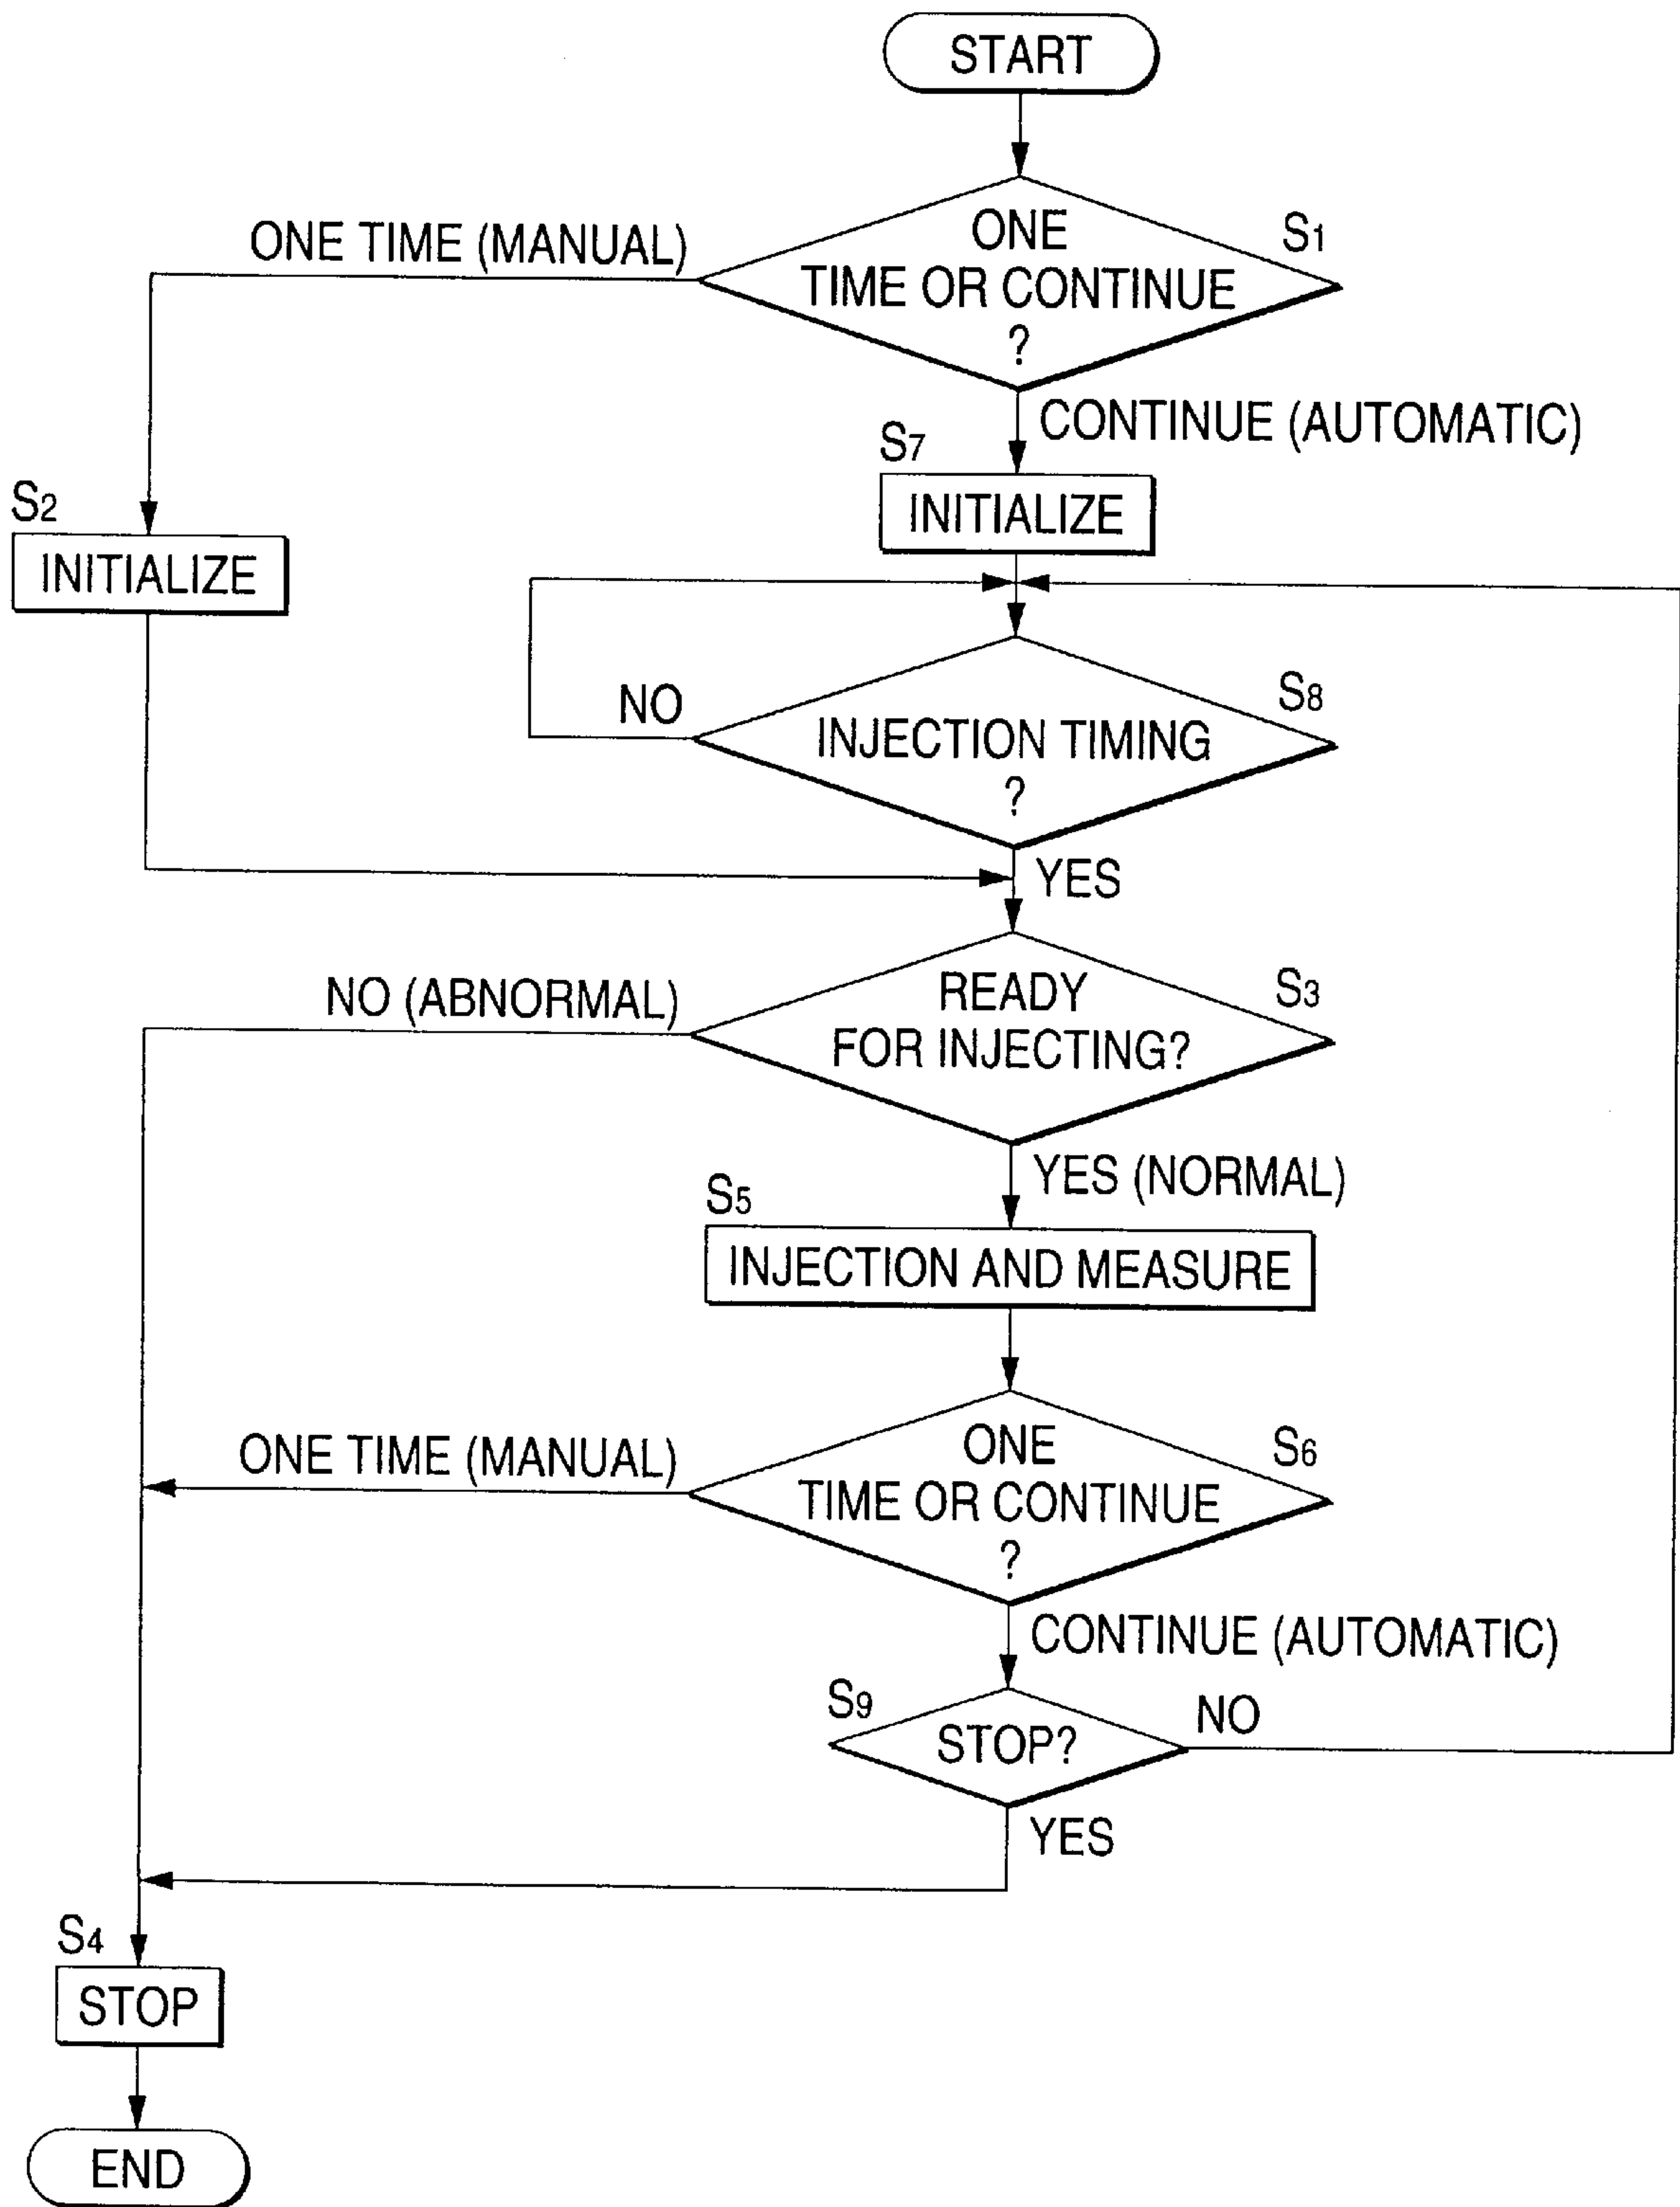 START
ONE TIME (MANUAL)
ONE
TIME OR CONTINUE
?
S1
CONTINUE (AUTOMATIC)
S7
INITIALIZE
S2
INITIALIZE
NO
INJECTION TIMING
?
S8
YES
NO (ABNORMAL)
READY
FOR INJECTING?
S3
YES (NORMAL)
S5
INJECTION AND MEASURE
ONE TIME (MANUAL)
ONE
TIME OR CONTINUE
?
S6
CONTINUE (AUTOMATIC)
S9
STOP?
NO
YES
S4
STOP
END